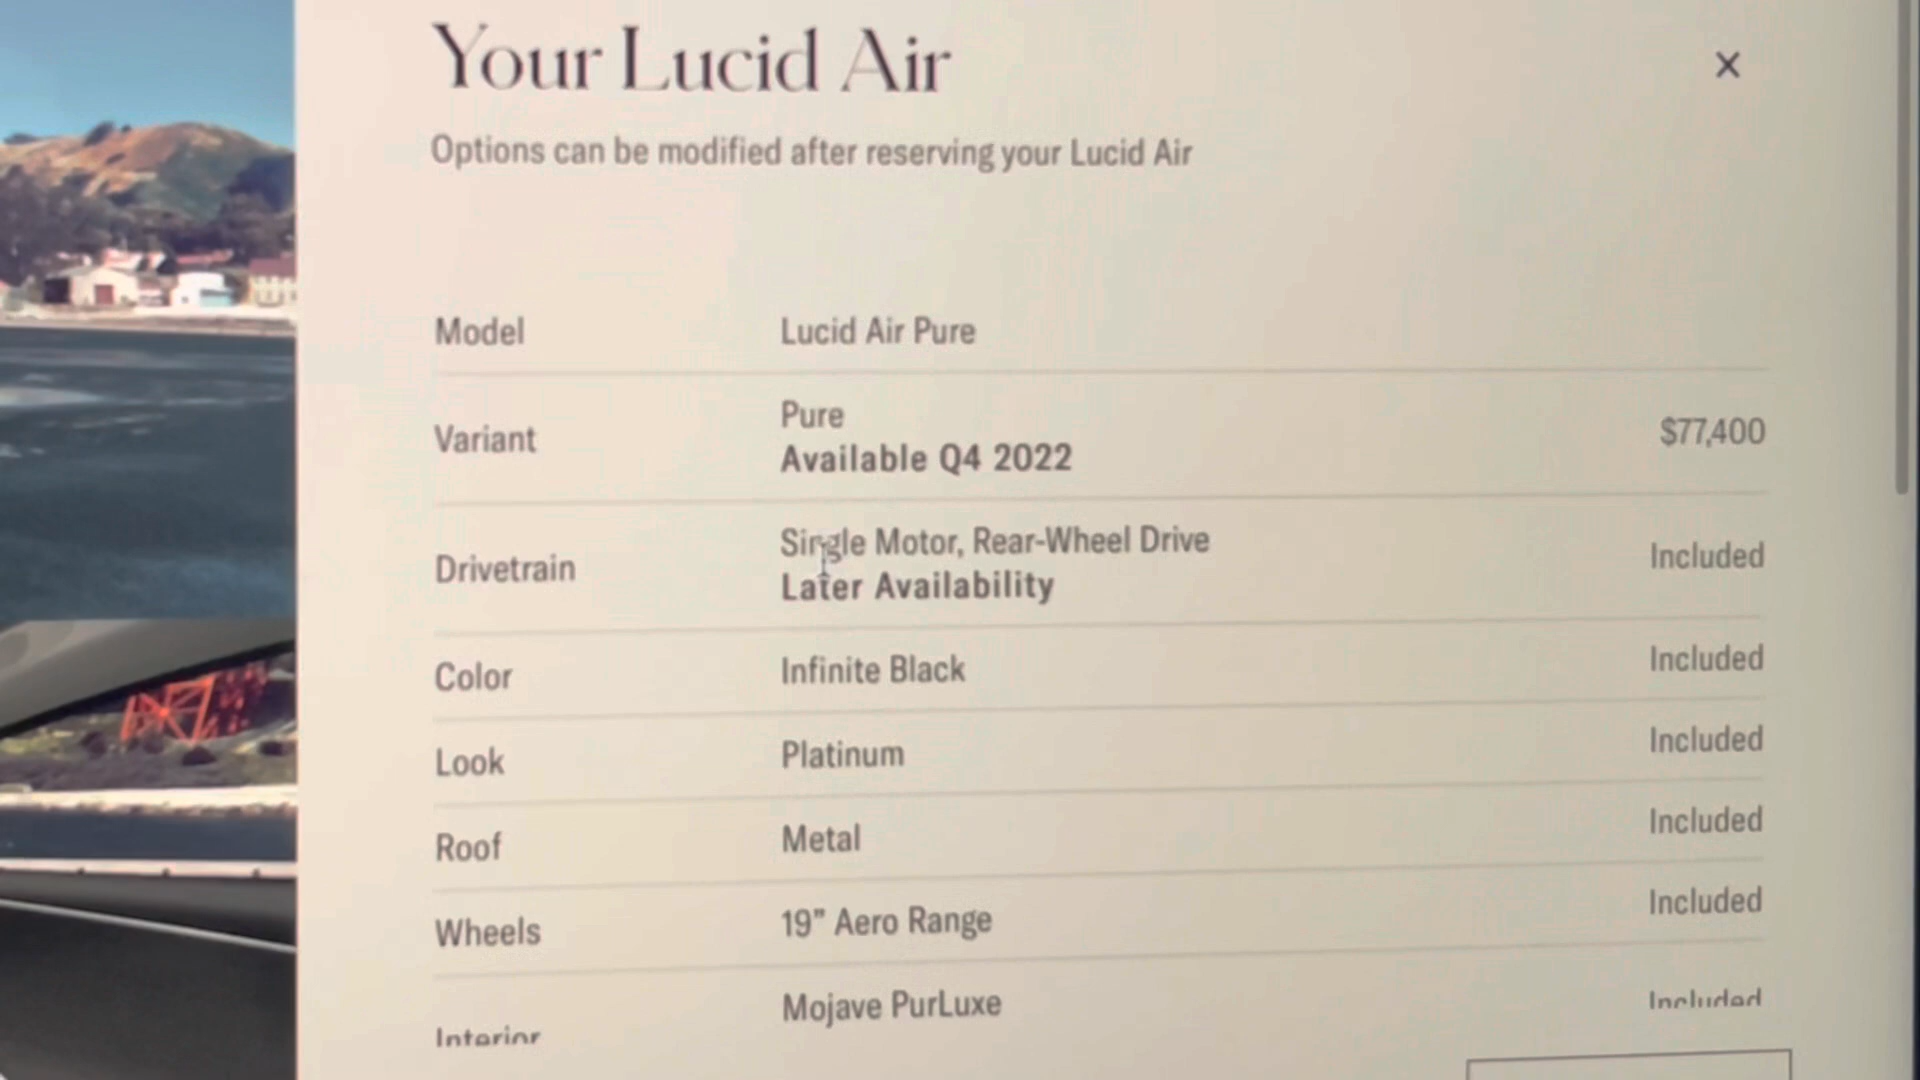 Your Lucid Air
×
Options can be modified after reserving your Lucid Air
Model
Lucid Air Pure
Variant
Pure
Available Q4 2022
$77,400
Drivetrain
Single Motor, Rear-Wheel Drive
Later Availability
Included
Color
Infinite Black
Included
Look
Platinum
Included
Roof
Metal
Included
Wheels
19" Aero Range
Included
Interior
Mojave PurLuxe
Included